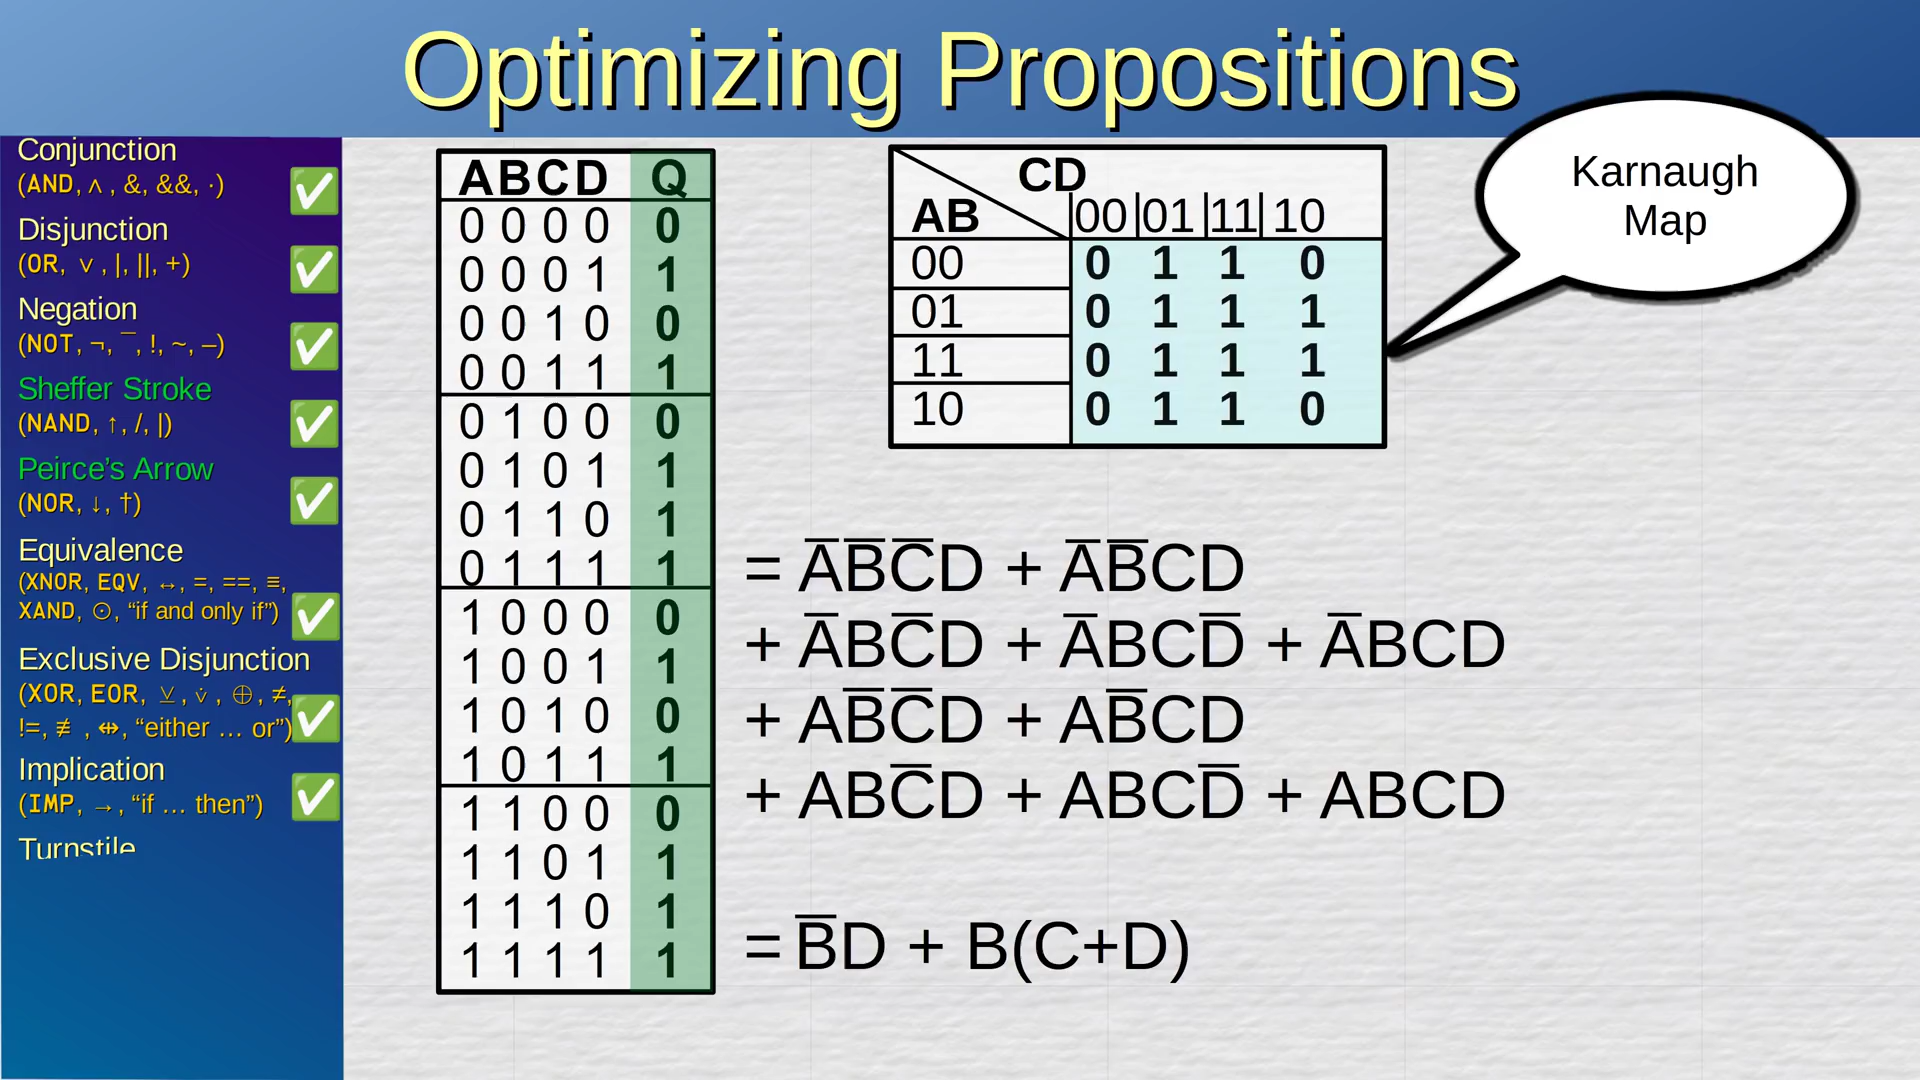 Optimizing Propositions
Conjunction
(AND, ∧ , &, &&, ·)
✅
Disjunction
(OR, ∨ , |, ||, +)
✅
Negation
(NOT, ¬, ¯, !, ~, –)
✅
Sheffer Stroke
(NAND, ↑, /, |)
✅
Peirce’s Arrow
(NOR, ↓, †)
✅
Equivalence
(XNOR, EQV, ↔, =, ==, ≡,
XAND, ⊙, “if and only if”)
✅
Exclusive Disjunction
(XOR, EOR, ⊻ , v̇ , ⊕ , ≠,
!=, ≢ , ⇹, “either … or”)
✅
Implication
(IMP, →, “if … then”)
✅
Turnstile
A B C D Q
0 0 0 0 0
0 0 0 1 1
0 0 1 0 0
0 0 1 1 1
0 1 0 0 0
0 1 0 1 1
0 1 1 0 1
0 1 1 1 1
1 0 0 0 0
1 0 0 1 1
1 0 1 0 0
1 0 1 1 1
1 1 0 0 0
1 1 0 1 1
1 1 1 0 1
1 1 1 1 1
CD
AB |00|01|11|10
00 0 1 1 0
01 0 1 1 1
11 0 1 1 1
10 0 1 1 0
Karnaugh
Map
= A̅B̅C̅D + A̅B̅CD
+ A̅BC̅D + A̅BCD̅ + A̅BCD
+ AB̅C̅D + AB̅CD
+ ABC̅D + ABCD̅ + ABCD
= B̅D + B(C+D)